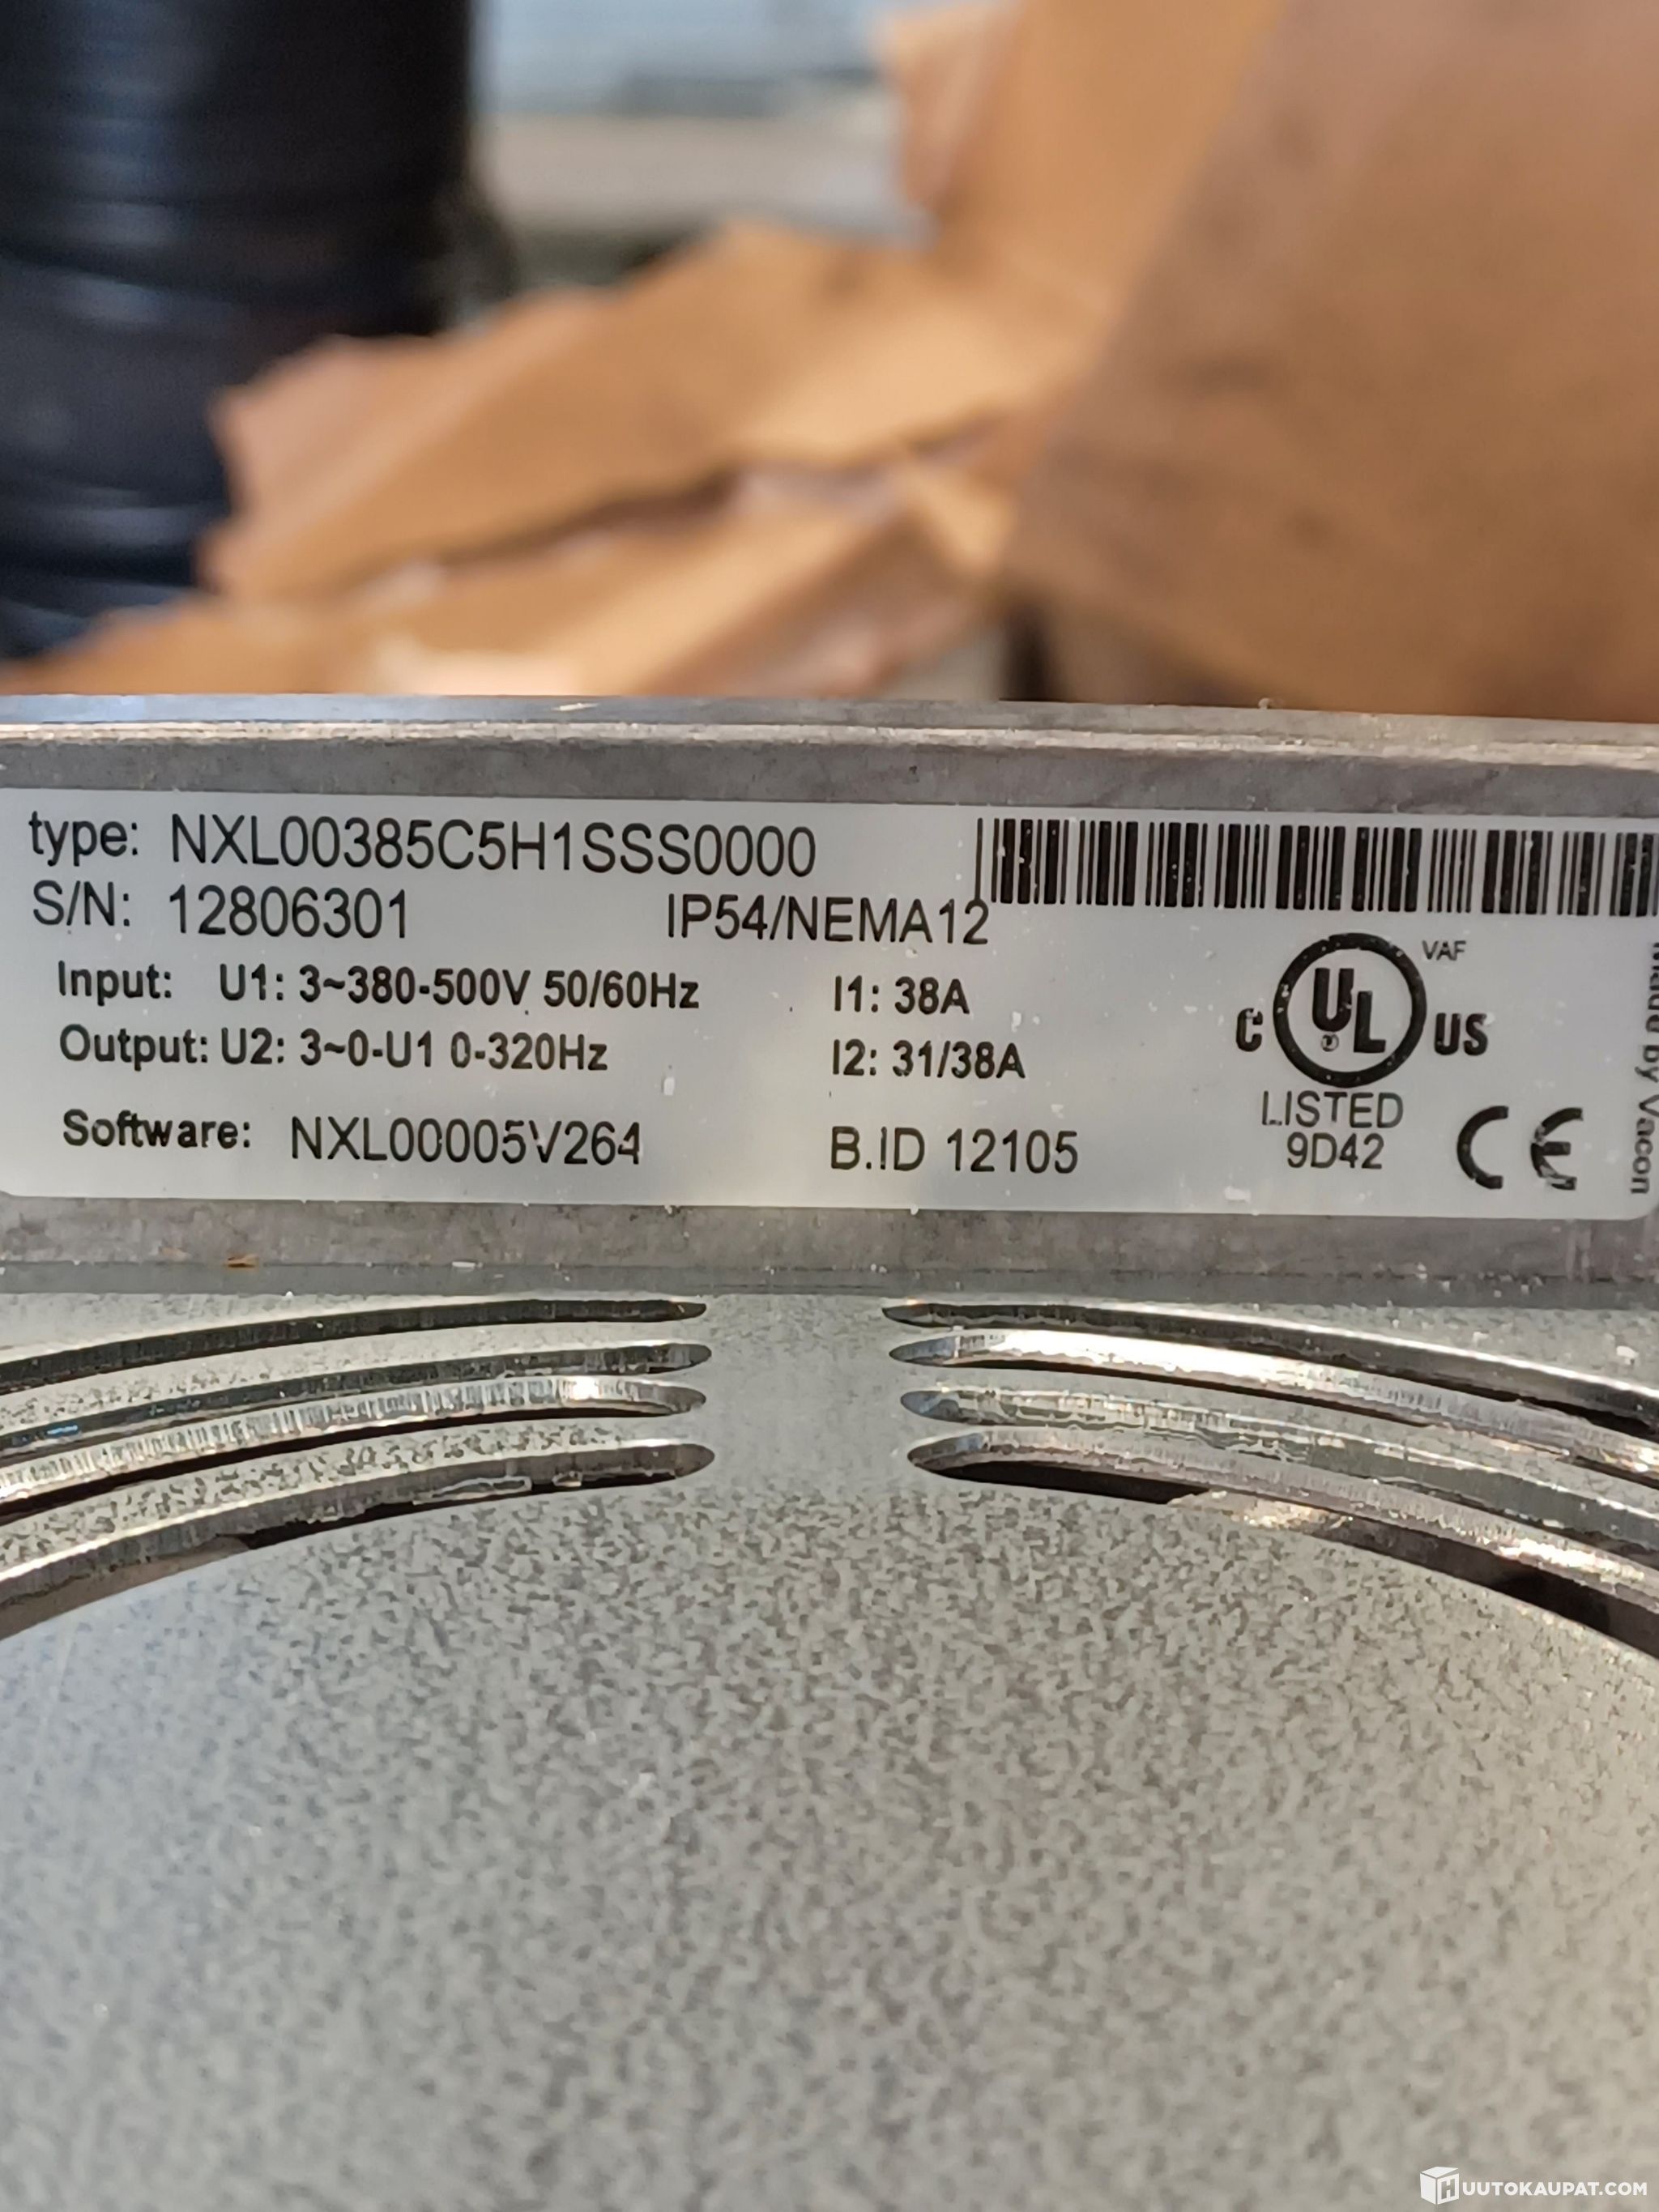 type: NXL00385C5H1SSS0000
S/N: 12806301 IP54/NEMA12
Input: U1: 3~380-500V 50/60Hz I1: 38A
Output: U2: 3~0-U1 0-320Hz I2: 31/38A
Software: NXL00005V264 B.ID 12105
VAF
C UL US
LISTED
9D42
CE
Made by Vacon
HUUTOKAUPAT.COM